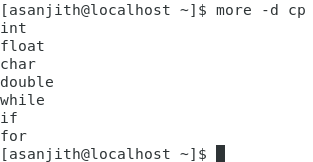 [asanjith@localhost ~]$ more -d cp
int
float
char
double
while
if
for
[asanjith@localhost ~]$